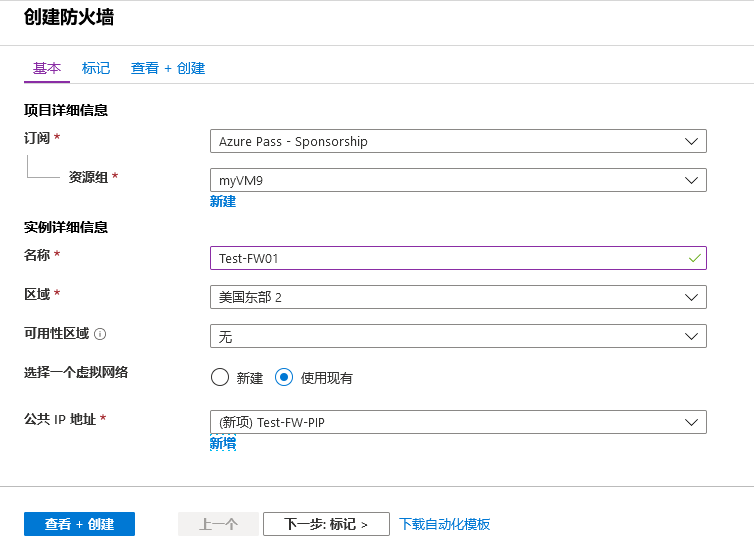 创建防火墙
基本 标记 查看 + 创建
项目详细信息
订阅 * Azure Pass - Sponsorship
资源组 * myVM9
新建
实例详细信息
名称 * Test-FW01
区域 * 美国东部 2
可用性区域 无
选择一个虚拟网络 新建 使用现有
公共 IP 地址 * (新项) Test-FW-PIP
新增
查看 + 创建 上一个 下一步: 标记 > 下载自动化模板